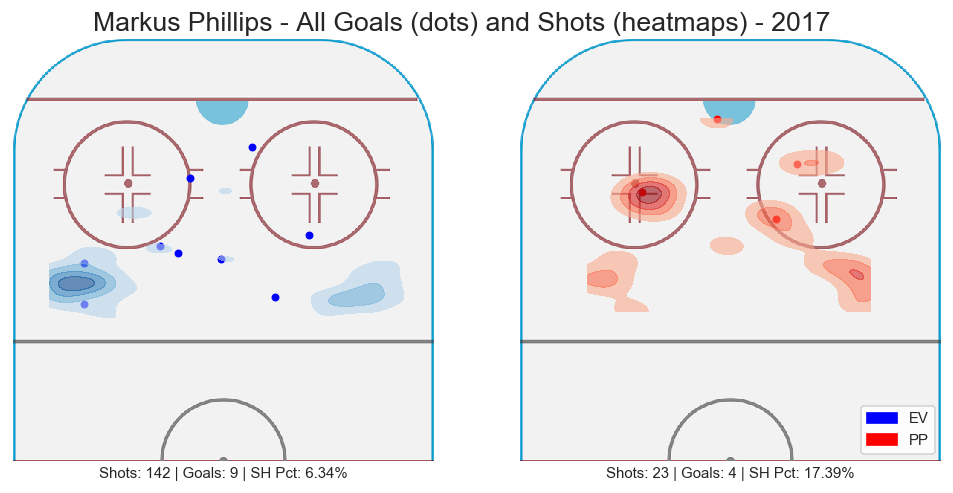 Markus Phillips - All Goals (dots) and Shots (heatmaps) - 2017
EV
PP
Shots: 142 | Goals: 9 | SH Pct: 6.34%
Shots: 23 | Goals: 4 | SH Pct: 17.39%